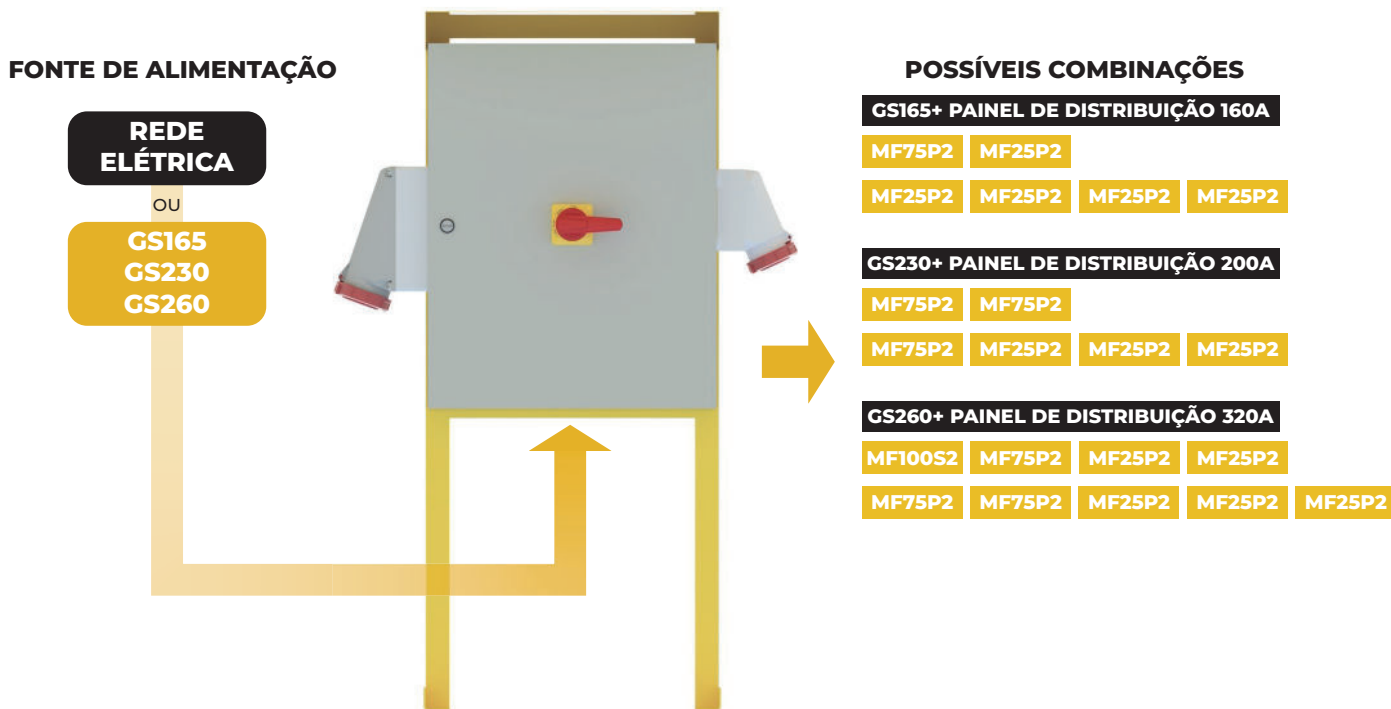 FONTE DE ALIMENTAÇÃO
REDE
ELÉTRICA
OU
GS165
GS230
GS260
POSSÍVEIS COMBINAÇÕES
GS165+ PAINEL DE DISTRIBUIÇÃO 160A
MF75P2 MF25P2
MF25P2 MF25P2 MF25P2 MF25P2
GS230+ PAINEL DE DISTRIBUIÇÃO 200A
MF75P2 MF75P2
MF75P2 MF25P2 MF25P2 MF25P2
GS260+ PAINEL DE DISTRIBUIÇÃO 320A
MF100S2 MF75P2 MF25P2 MF25P2
MF75P2 MF75P2 MF25P2 MF25P2 MF25P2